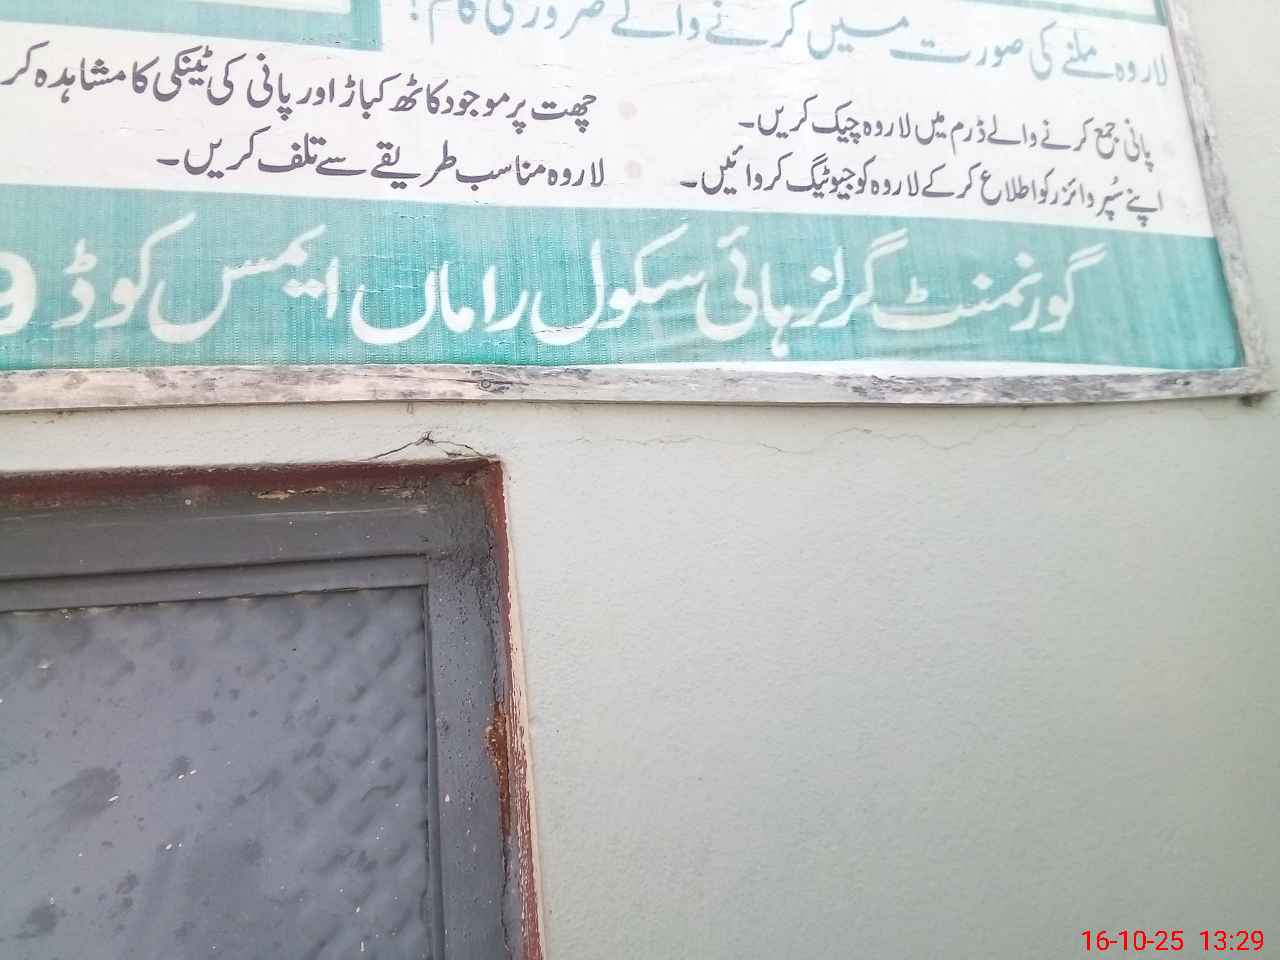 لاروہ ملنے کی صورت میں کرنے والے ضروری کام!
پانی جمع کرنے والے ڈرم میں لاروہ چیک کریں۔
اپنے سُپروائزر کو اطلاع کر کے لاروہ کو جیوٹیگ کروائیں۔
چھت پر موجود کاٹھ کباڑ اور پانی کی ٹینکی کا مشاہدہ کر
لاروہ مناسب طریقے سے تلف کریں۔
گورنمنٹ گرلز ہائی سکول راماں ایمس کوڈ 9
16-10-25 13:29